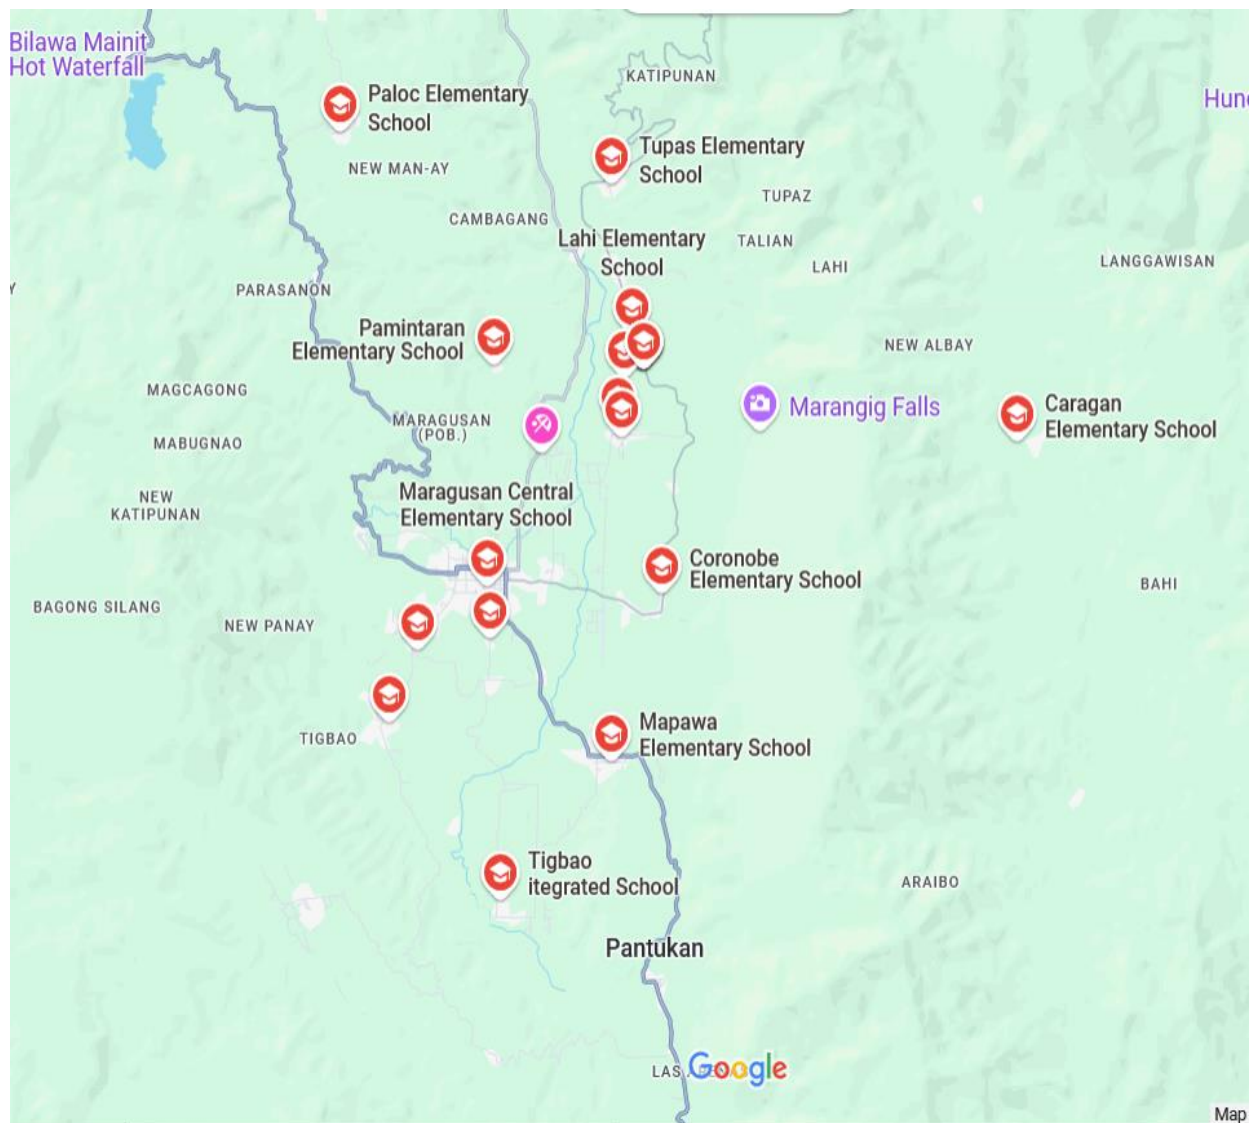 Bilawa Mainit
Hot Waterfall
KATIPUNAN
Paloc Elementary
School
Hund
Tupas Elementary
School
NEW MAN-AY
TUPAZ
CAMBAGANG
Lahi Elementary
School
TALIAN
LAHI
LANGGAWISAN
Y
PARASANON
Pamintaran
Elementary School
NEW ALBAY
MAGCAGONG
Marangig Falls
Caragan
Elementary School
MARAGUSAN
(POB.)
MABUGNAO
NEW
KATIPUNAN
Maragusan Central
Elementary School
Coronobe
Elementary School
BAHI
BAGONG SILANG
NEW PANAY
TIGBAO
Mapawa
Elementary School
Tigbao
itegrated School
ARAIBO
Pantukan
LAS
Google
Map